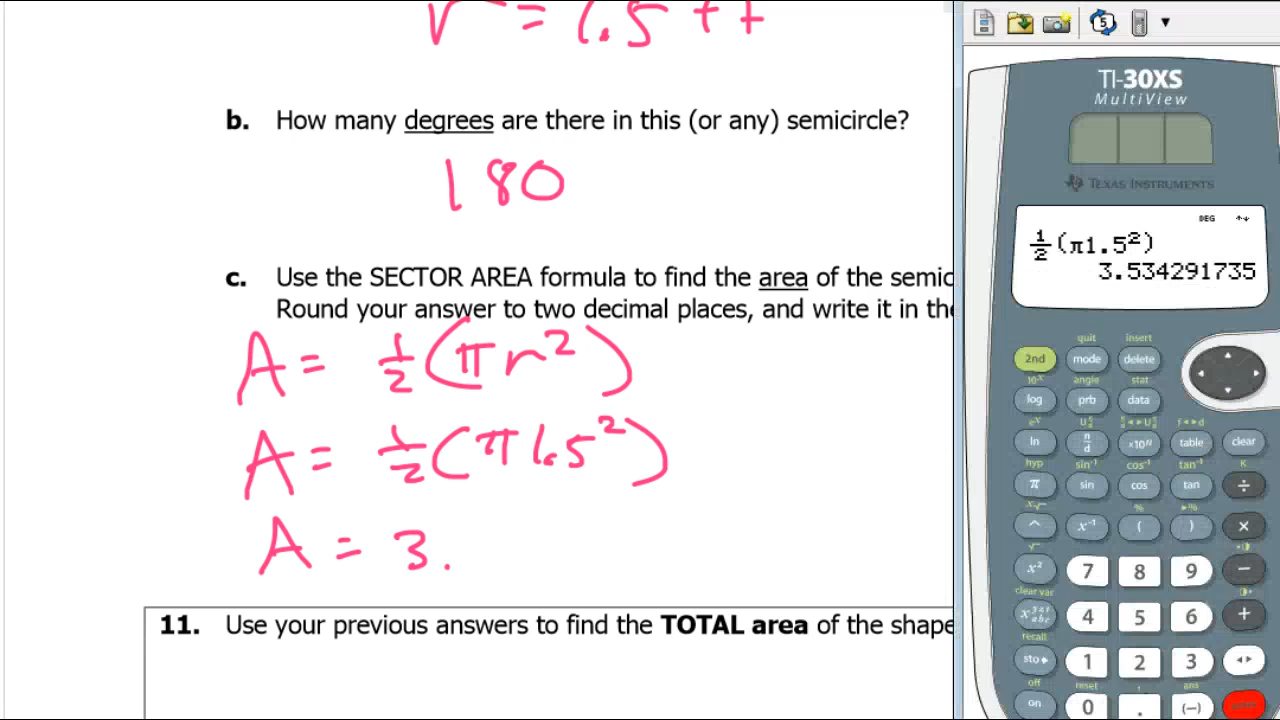 r = 1.5 ft
b. How many degrees are there in this (or any) semicircle?
180
c. Use the SECTOR AREA formula to find the area of the semic
Round your answer to two decimal places, and write it in the
A = 1/2 (π r²)
A = 1/2 (π 1.5²)
A = 3.
11. Use your previous answers to find the TOTAL area of the shape
5
TI-30XS
MultiView
TEXAS INSTRUMENTS
DEG
1/2(π1.5²)
3.534291735
quit insert
2nd mode delete
10ˣ angle stat
log prb data
eˣ
ln n/d ×10ⁿ table clear
hyp sin⁻¹ cos⁻¹ tan⁻¹ K
π sin cos tan ÷
%
^ x⁻¹ ( ) ×
√
x² 7 8 9 −
clear var
x yzt abc 4 5 6 +
recall
sto 1 2 3
off reset , ans
on 0 . (−)